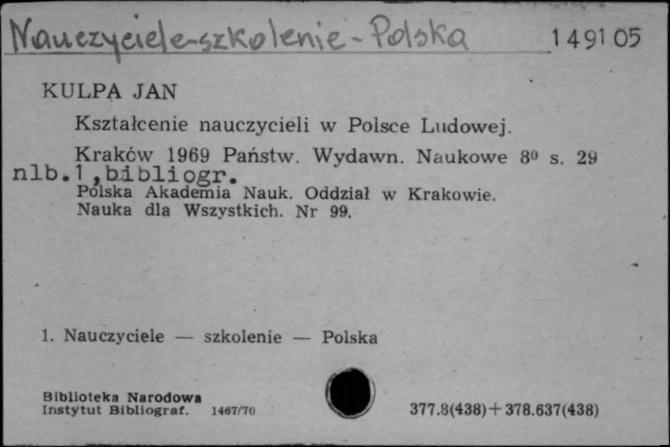 Nauczyciele-szkolenie-Polska 149105
KULPA JAN
Kształcenie nauczycieli w Polsce Ludowej.
Kraków 1969 Państw. Wydawn. Naukowe 8⁰ s. 29
nlb.1,bibliogr.
Polska Akademia Nauk. Oddział w Krakowie.
Nauka dla Wszystkich. Nr 99.
1. Nauczyciele — szkolenie — Polska
Biblioteka Narodowa
Instytut Bibliograf. 1467/70 377.8(438)+378.637(438)